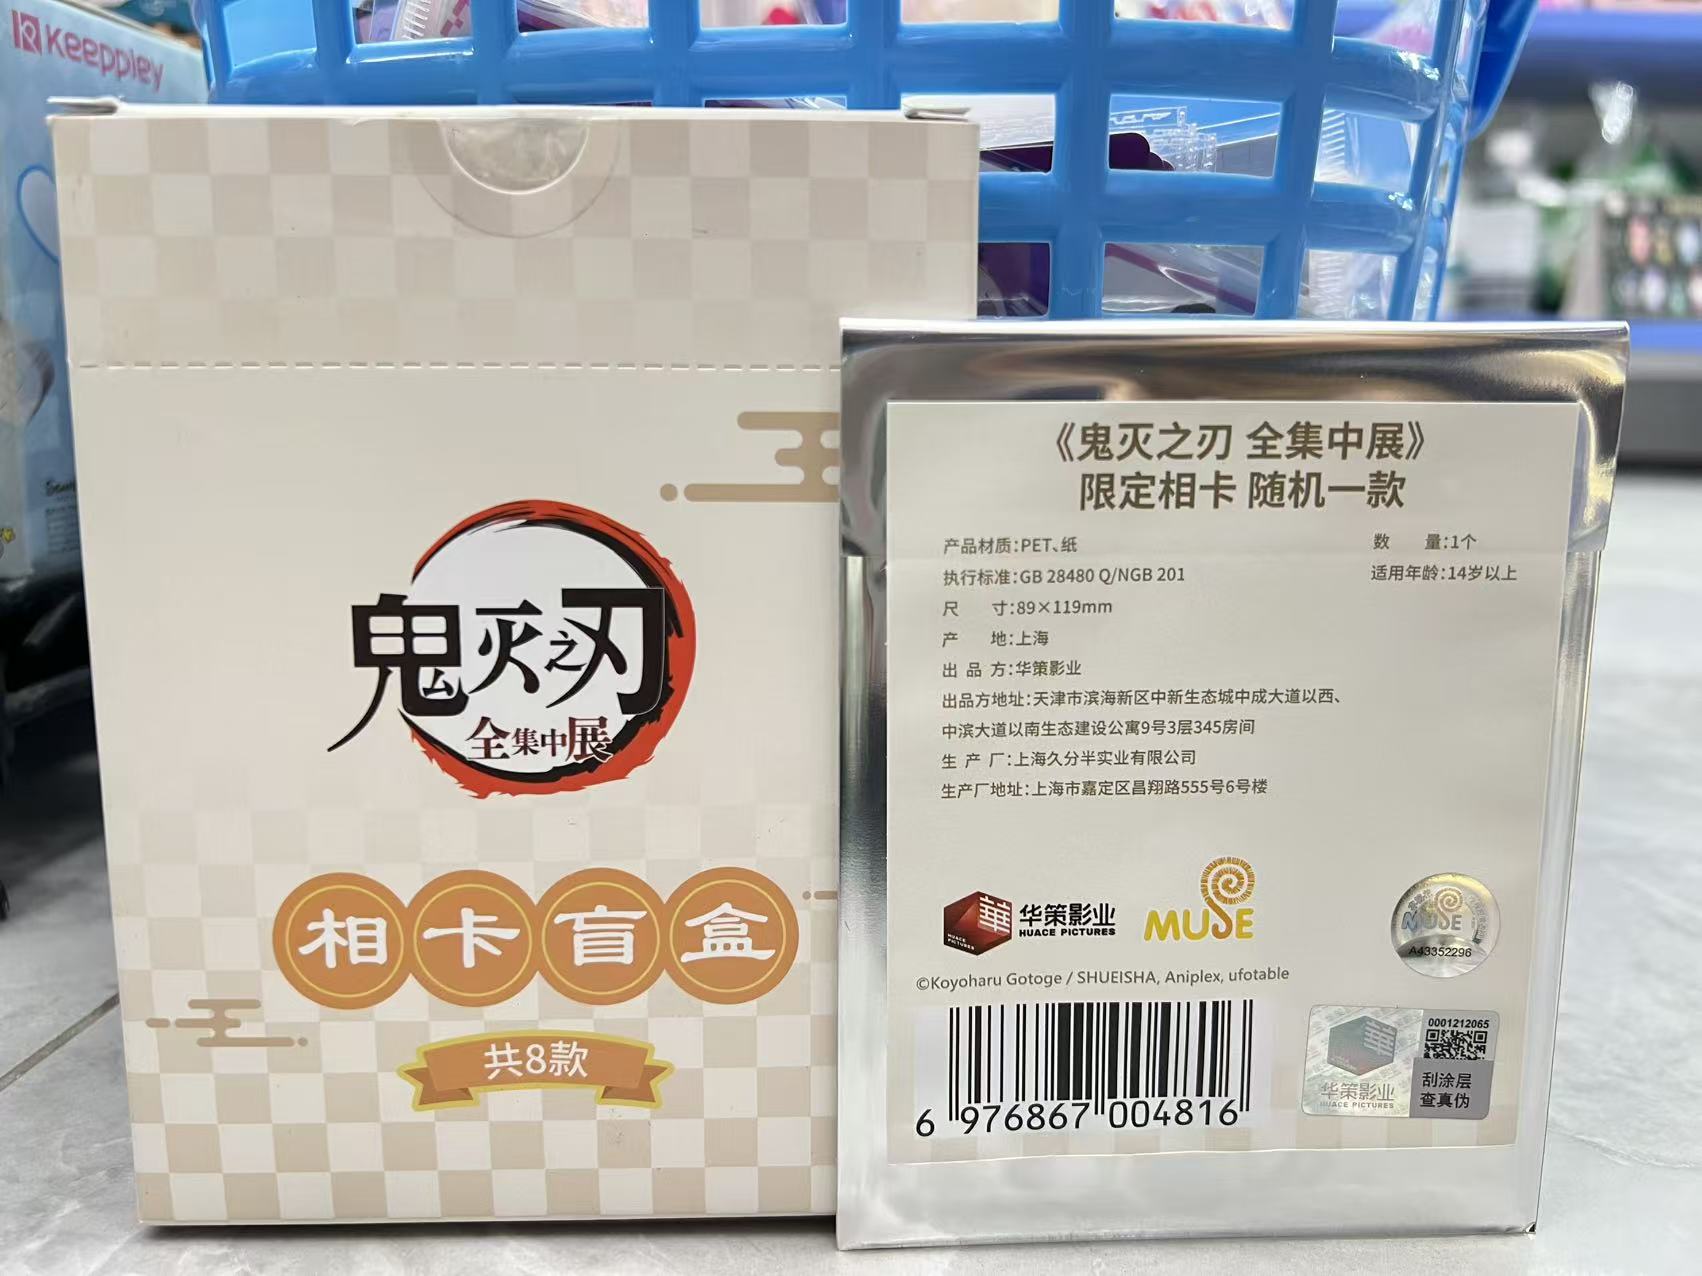 Keeppley
鬼灭之刃
全集中展
相卡盲盒
共8款
《鬼灭之刃 全集中展》
限定相卡 随机一款
产品材质:PET、纸
数 量:1个
执行标准:GB 28480 Q/NGB 201
适用年龄:14岁以上
尺 寸:89×119mm
产 地:上海
出 品 方:华策影业
出品方地址:天津市滨海新区中新生态城中成大道以西、
中滨大道以南生态建设公寓9号3层345房间
生 产 厂:上海久分半实业有限公司
生产厂地址:上海市嘉定区昌翔路555号6号楼
華
HUACE
PICTURES
华策影业
HUACE PICTURES
MUSE
MUSE
A43352296
©Koyoharu Gotoge / SHUEISHA, Aniplex, ufotable
6 976867 004816
華
华策影业
HUACE PICTURES
0001212065
刮涂层
查真伪